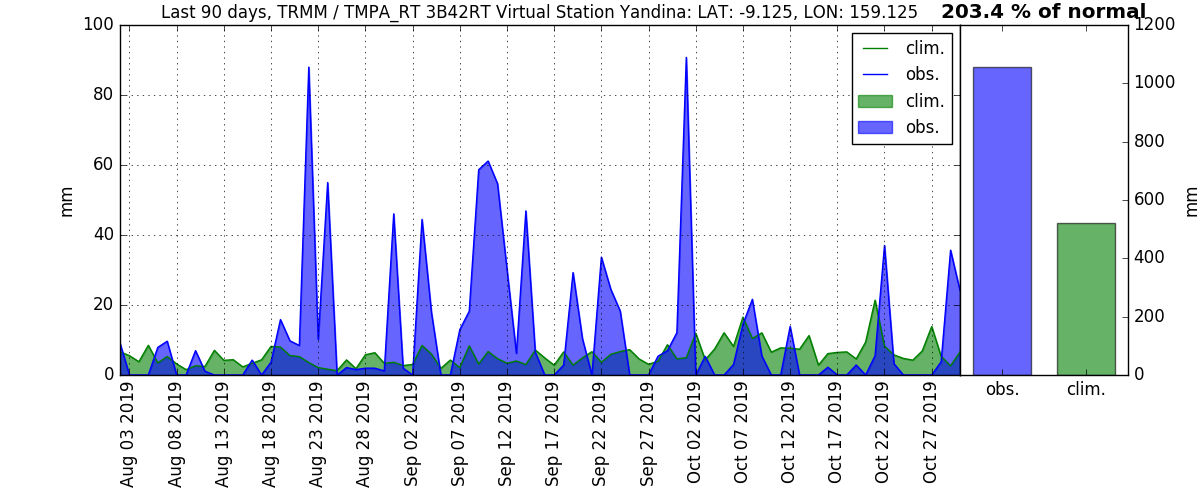 Last 90 days, TRMM / TMPA_RT 3B42RT Virtual Station Yandina: LAT: -9.125, LON: 159.125
203.4 % of normal
100
80
60
40
20
0
mm
clim.
obs.
clim.
obs.
1200
1000
800
600
400
200
0
mm
Aug 03 2019
Aug 08 2019
Aug 13 2019
Aug 18 2019
Aug 23 2019
Aug 28 2019
Sep 02 2019
Sep 07 2019
Sep 12 2019
Sep 17 2019
Sep 22 2019
Sep 27 2019
Oct 02 2019
Oct 07 2019
Oct 12 2019
Oct 17 2019
Oct 22 2019
Oct 27 2019
obs.
clim.